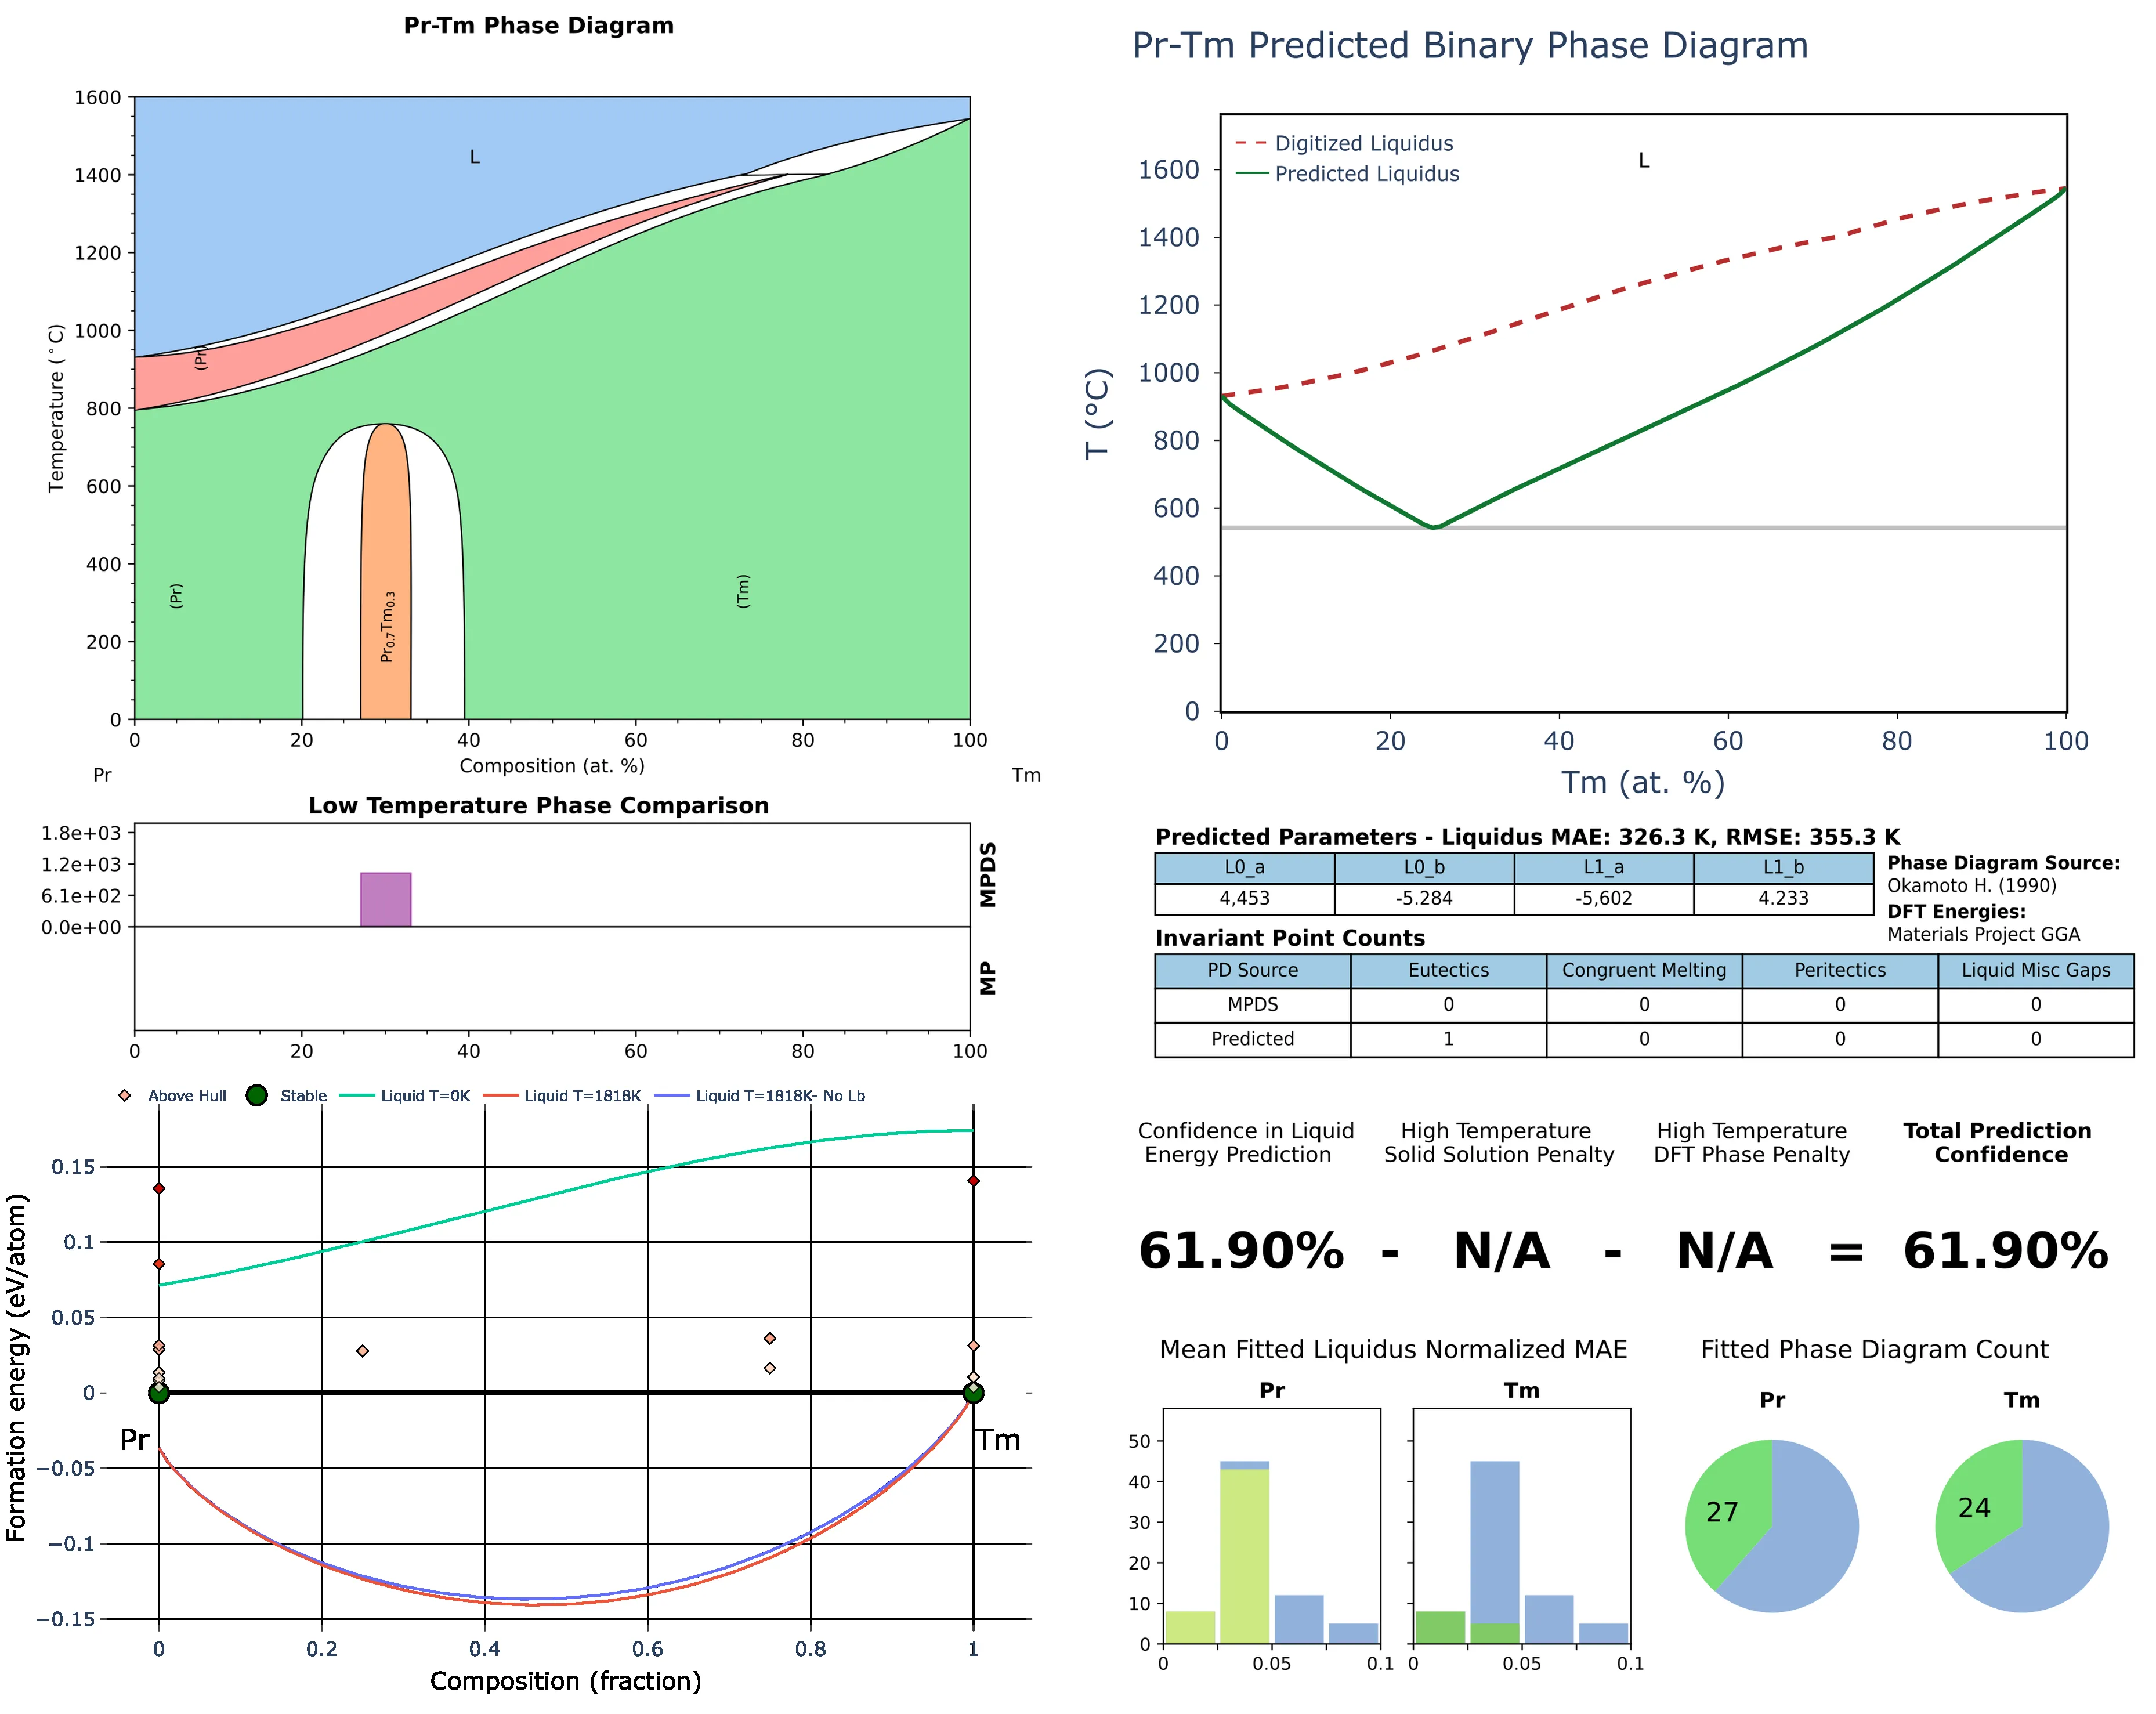 Pr-Tm Phase Diagram
1600
1400
1200
1000
800
600
400
200
0
Temperature (°C)
L
(Pr)
(Pr)
Pr0.7Tm0.3
(Tm)
0 20 40 60 80 100
Composition (at. %)
Pr Tm
Low Temperature Phase Comparison
1.8e+03
1.2e+03
6.1e+02
0.0e+00
MPDS
MP
0 20 40 60 80 100
Above Hull Stable Liquid T=0K Liquid T=1818K Liquid T=1818K- No Lb
0.15
0.1
0.05
0
−0.05
−0.1
−0.15
Formation energy (eV/atom)
Pr Tm
0 0.2 0.4 0.6 0.8 1
Composition (fraction)
Pr-Tm Predicted Binary Phase Diagram
Digitized Liquidus
Predicted Liquidus
L
1600
1400
1200
1000
800
600
400
200
0
T (°C)
0 20 40 60 80 100
Tm (at. %)
Predicted Parameters - Liquidus MAE: 326.3 K, RMSE: 355.3 K
L0_a L0_b L1_a L1_b
4,453 -5.284 -5,602 4.233
Phase Diagram Source:
Okamoto H. (1990)
DFT Energies:
Materials Project GGA
Invariant Point Counts
PD Source Eutectics Congruent Melting Peritectics Liquid Misc Gaps
MPDS 0 0 0 0
Predicted 1 0 0 0
Confidence in Liquid
Energy Prediction
High Temperature
Solid Solution Penalty
High Temperature
DFT Phase Penalty
Total Prediction
Confidence
61.90% - N/A - N/A = 61.90%
Mean Fitted Liquidus Normalized MAE
Pr Tm
50
40
30
20
10
0
0 0.05 0.1 0 0.05 0.1
Fitted Phase Diagram Count
Pr Tm
27 24